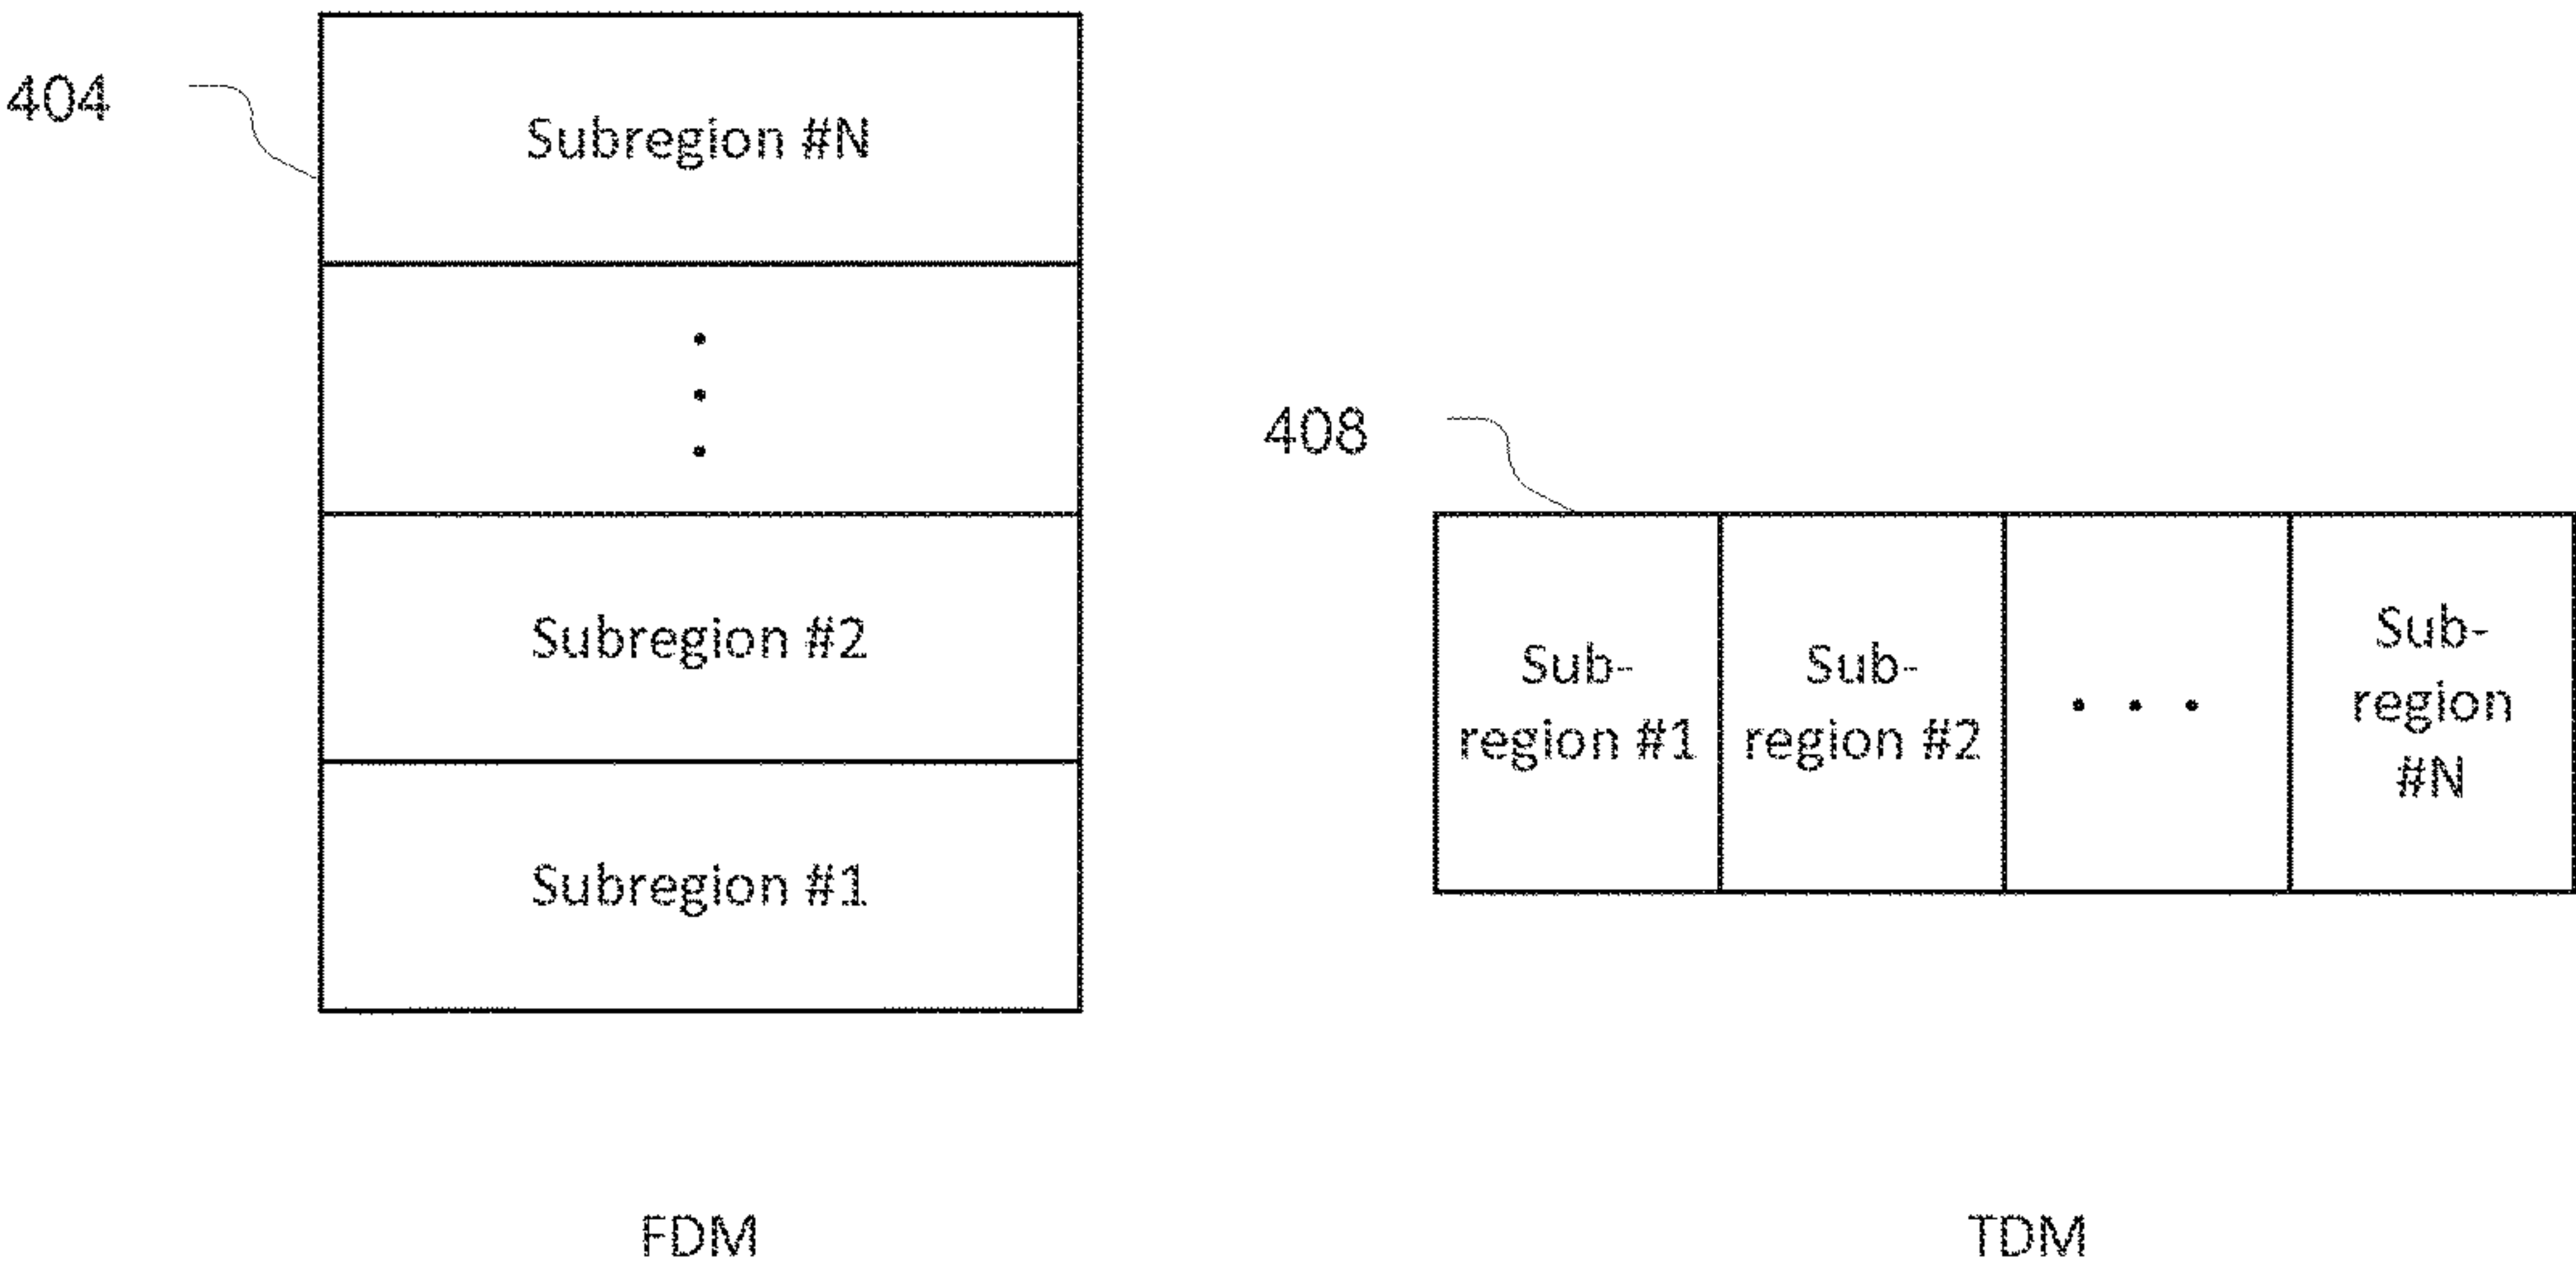 404
Subregion #N
Subregion #2
Subregion #1
FDM
408
Sub-
region #1
Sub-
region #2
Sub-
region
#N
TDM